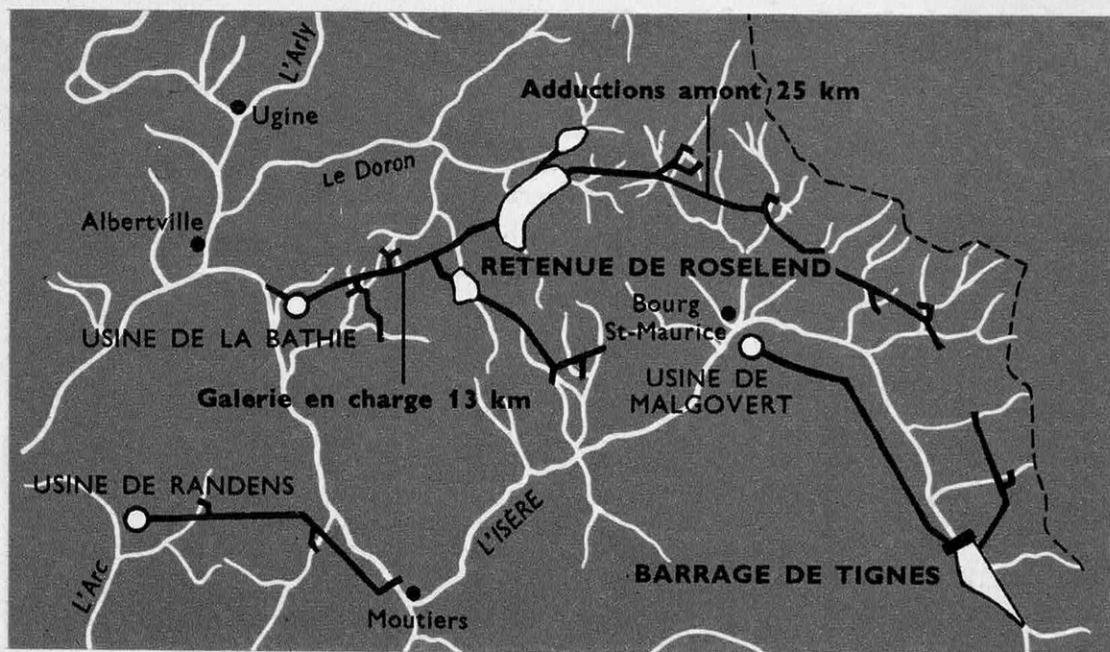 L'Arly
Ugine
Adductions amont 25 km
Le Doron
Albertville
RETENUE DE ROSELEND
Bourg
St-Maurice
USINE DE LA BATHIE
USINE DE
MALGOVERT
Galerie en charge 13 km
USINE DE RANDENS
L'ISÈRE
BARRAGE DE TIGNES
L'Arc
Moutiers